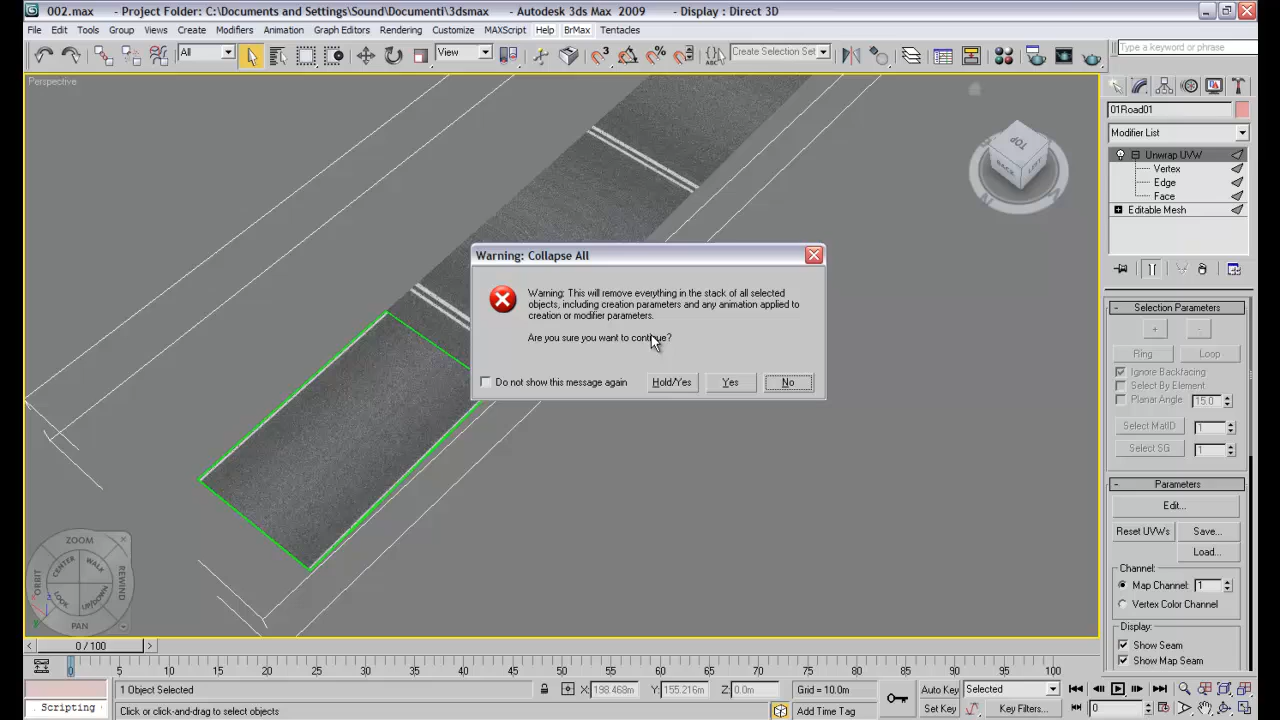 002.max - Project Folder: C:\Documents and Settings\Sound\Documenti\3dsmax - Autodesk 3ds Max 2009 - Display : Direct 3D
File Edit Tools Group Views Create Modifiers Animation Graph Editors Rendering Customize MAXScript Help BrMax Tentacles
All View Create Selection Set Type a keyword or phrase
Perspective
01Road01
Modifier List
Unwrap UVW
Vertex
Edge
Face
Editable Mesh
TOP
BACK
LEFT
Warning: Collapse All
Warning: This will remove everything in the stack of all selected
objects, including creation parameters and any animation applied to
creation or modifier parameters.
Are you sure you want to continue?
Do not show this message again
Hold/Yes Yes No
Selection Parameters
+ -
Ring Loop
Ignore Backfacing
Select By Element
Planar Angle 15.0
Select MatID 1
Select SG 1
Parameters
Edit...
Reset UVWs Save...
Load...
Channel:
Map Channel: 1
Vertex Color Channel
Display:
Show Seam
Show Map Seam
ZOOM
ORBIT
CENTER
WALK
REWIND
LOOK
UP/DOWN
PAN
0 / 100
0 5 10 15 20 25 30 35 40 45 50 55 60 65 70 75 80 85 90 95 100
1 Object Selected X: 198.468m Y: 155.216m Z: 0.0m Grid = 10.0m Auto Key Selected
Scripting Click or click-and-drag to select objects Add Time Tag Set Key Key Filters... 0